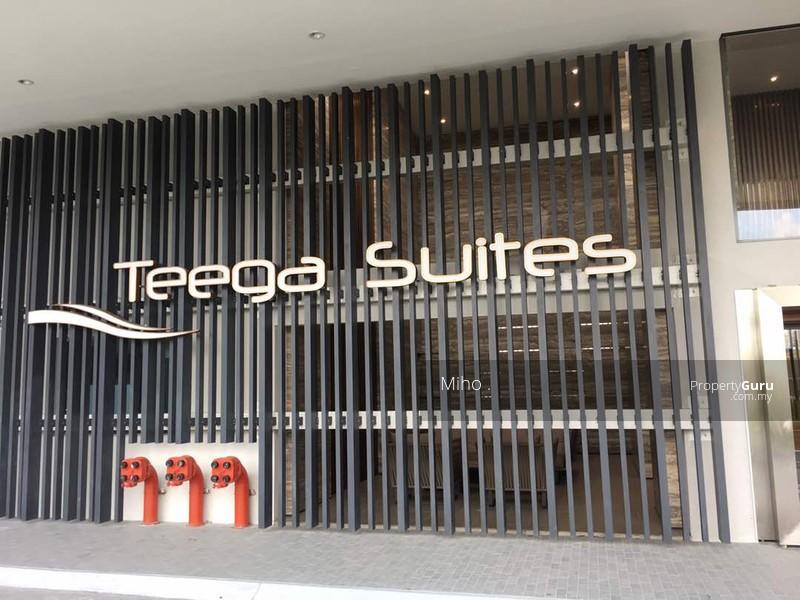 Teega Suites
Miho .
PropertyGuru
.com.my